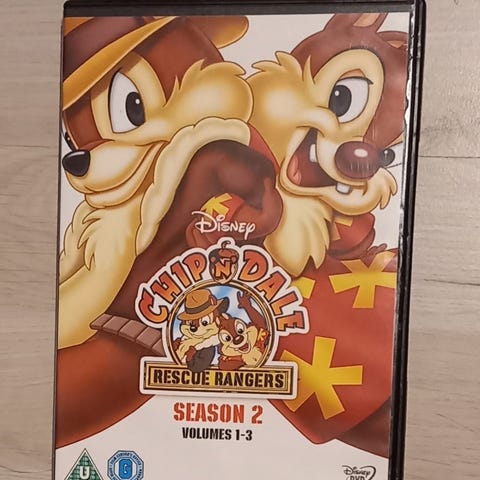 Disney
CHIP 'N' DALE
RESCUE RANGERS
SEASON 2
VOLUMES 1-3
U
G
Disney
DVD